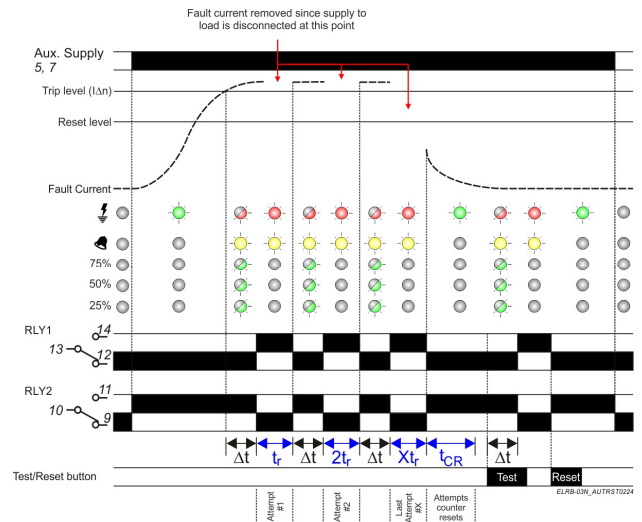 Fault current removed since supply to
load is disconnected at this point
Aux. Supply
5, 7
Trip level (IΔn)
Reset level
Fault Current
75%
50%
25%
RLY1
14
13
12
RLY2
11
10
9
Δt
tr
Δt
2tr
Δt
Xtr
tCR
Δt
Test/Reset button
Test
Reset
ELRB-03N_AUTRST0224
Attempt
#1
Attempt
#2
Last
Attempt
#X
Attempts
counter
resets